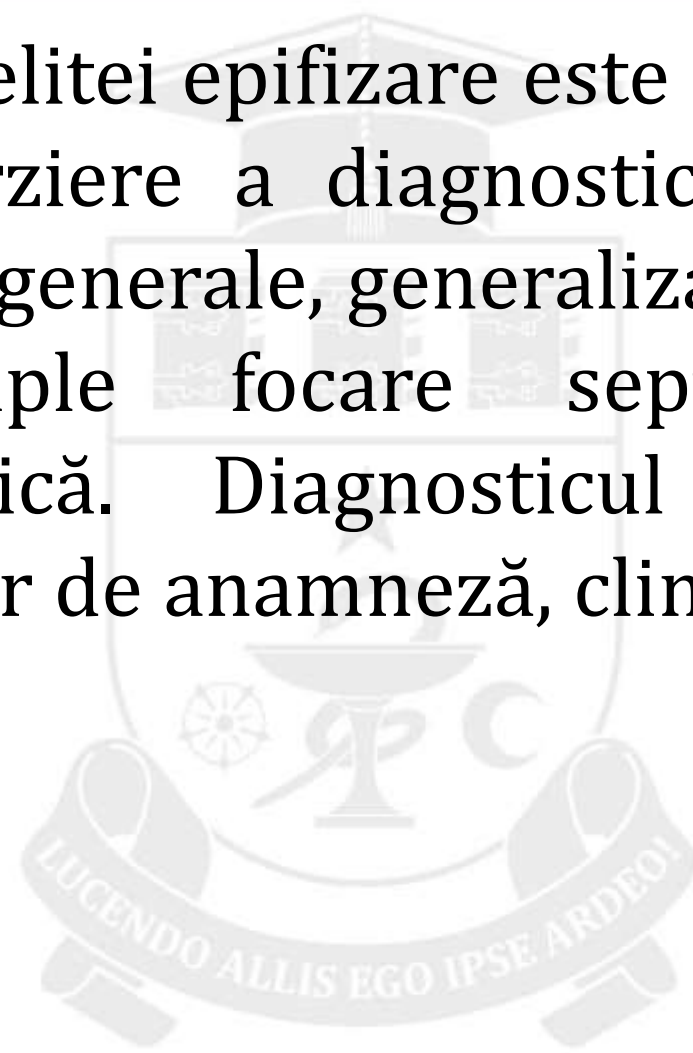 elitei epifizare este
rziere a diagnostic
generale, generaliza
iple focare sep
ică. Diagnosticul
r de anamneză, clin
LUCENDO ALLIS EGO IPSE ARDEO!